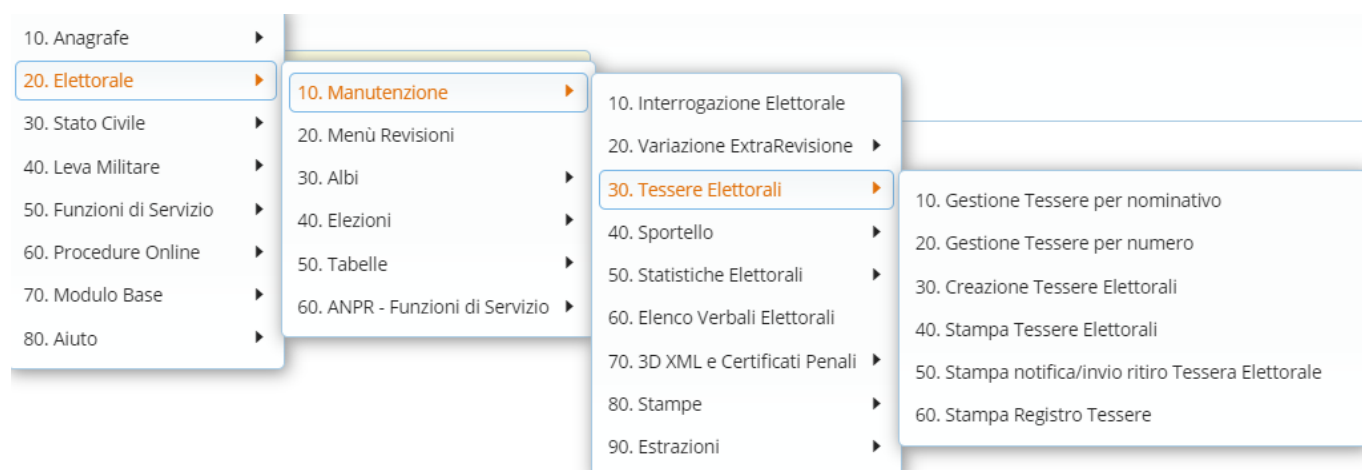 10. Anagrafe
20. Elettorale
30. Stato Civile
40. Leva Militare
50. Funzioni di Servizio
60. Procedure Online
70. Modulo Base
80. Aiuto
10. Manutenzione
20. Menù Revisioni
30. Albi
40. Elezioni
50. Tabelle
60. ANPR - Funzioni di Servizio
10. Interrogazione Elettorale
20. Variazione ExtraRevisione
30. Tessere Elettorali
40. Sportello
50. Statistiche Elettorali
60. Elenco Verbali Elettorali
70. 3D XML e Certificati Penali
80. Stampe
90. Estrazioni
10. Gestione Tessere per nominativo
20. Gestione Tessere per numero
30. Creazione Tessere Elettorali
40. Stampa Tessere Elettorali
50. Stampa notifica/invio ritiro Tessera Elettorale
60. Stampa Registro Tessere